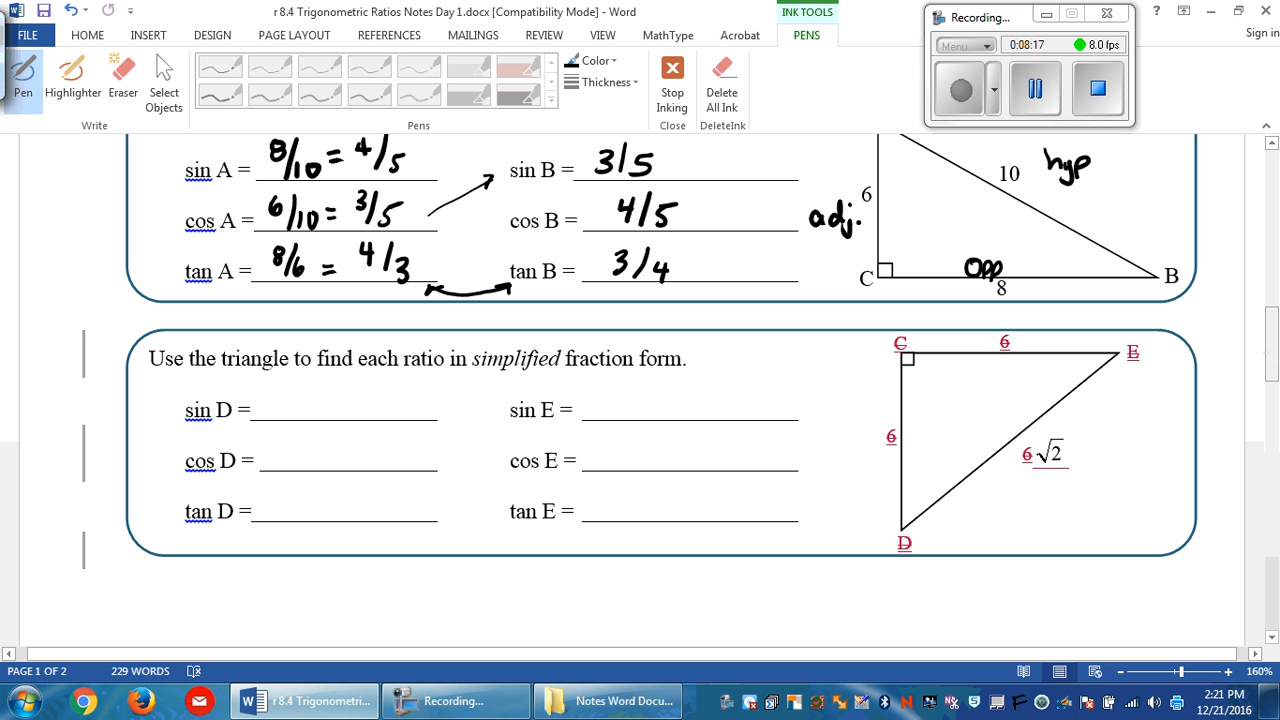 r 8.4 Trigonometric Ratios Notes Day 1.docx [Compatibility Mode] - Word
INK TOOLS
FILE HOME INSERT DESIGN PAGE LAYOUT REFERENCES MAILINGS REVIEW VIEW MathType Acrobat PENS
Sign in
Recording...
Menu 0:08:17 8.0 fps
Pen Highlighter Eraser Select Objects
Color
Thickness
Stop Inking
Delete All Ink
Write Pens Close DeleteInk
sin A = 8/10 = 4/5 sin B = 3/5
cos A = 6/10 = 3/5 cos B = 4/5
tan A = 8/6 = 4/3 tan B = 3/4
6 10 hyp
adj.
C opp B
8
Use the triangle to find each ratio in simplified fraction form.
sin D = sin E =
cos D = cos E =
tan D = tan E =
C 6 E
6 6√2
D
PAGE 1 OF 2 229 WORDS 160%
r 8.4 Trigonometric... Recording... Notes Word Docu... 2:21 PM
12/21/2016